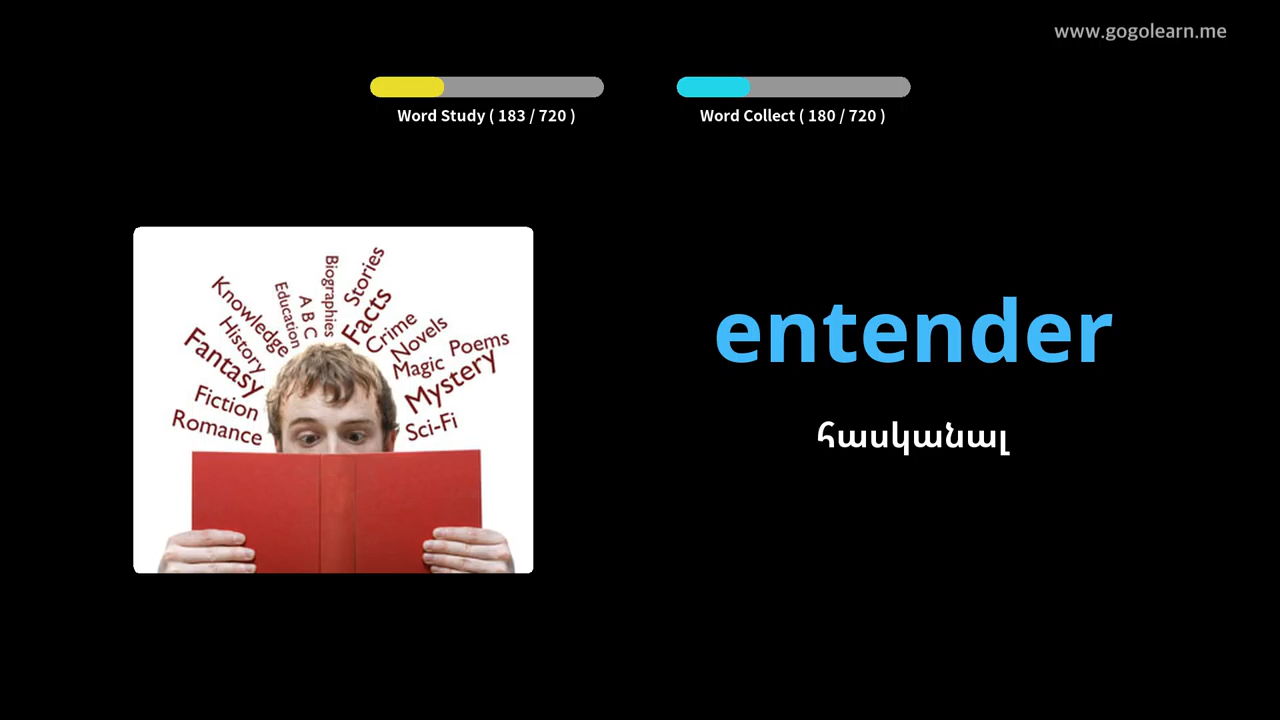 www.gogolearn.me
Word Study ( 183 / 720 )
Word Collect ( 180 / 720 )
Biographies
Stories
Education
A B C
Facts
Knowledge
Crime
History
Novels
Fantasy
Magic
Poems
Mystery
Fiction
Romance
Sci-Fi
entender
հասկանալ